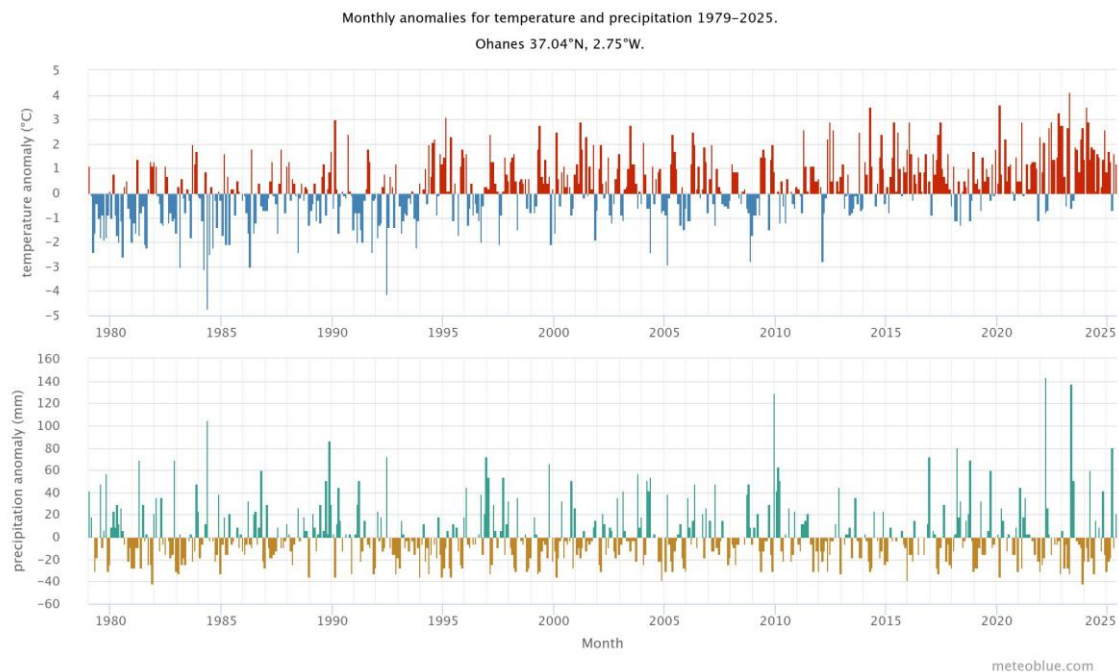 Monthly anomalies for temperature and precipitation 1979-2025.
Ohanes 37.04°N, 2.75°W.
temperature anomaly (°C)
5
4
3
2
1
0
−1
−2
−3
−4
−5
1980 1985 1990 1995 2000 2005 2010 2015 2020 2025
precipitation anomaly (mm)
160
140
120
100
80
60
40
20
0
−20
−40
−60
1980 1985 1990 1995 2000 2005 2010 2015 2020 2025
Month
meteoblue.com